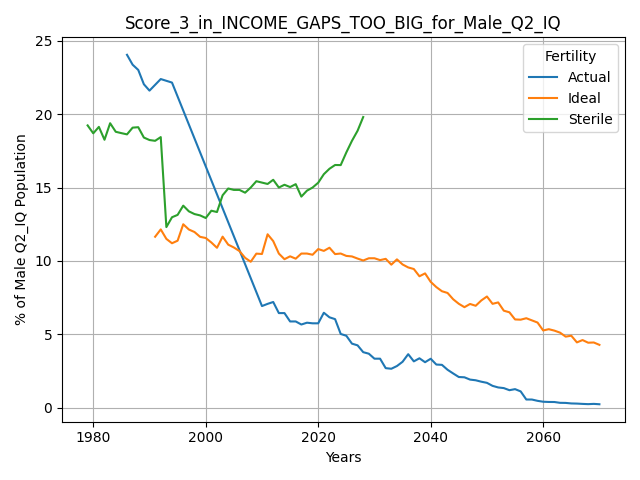 Score_3_in_INCOME_GAPS_TOO_BIG_for_Male_Q2_IQ
% of Male Q2_IQ Population
25
20
15
10
5
0
Fertility
Actual
Ideal
Sterile
1980 2000 2020 2040 2060
Years